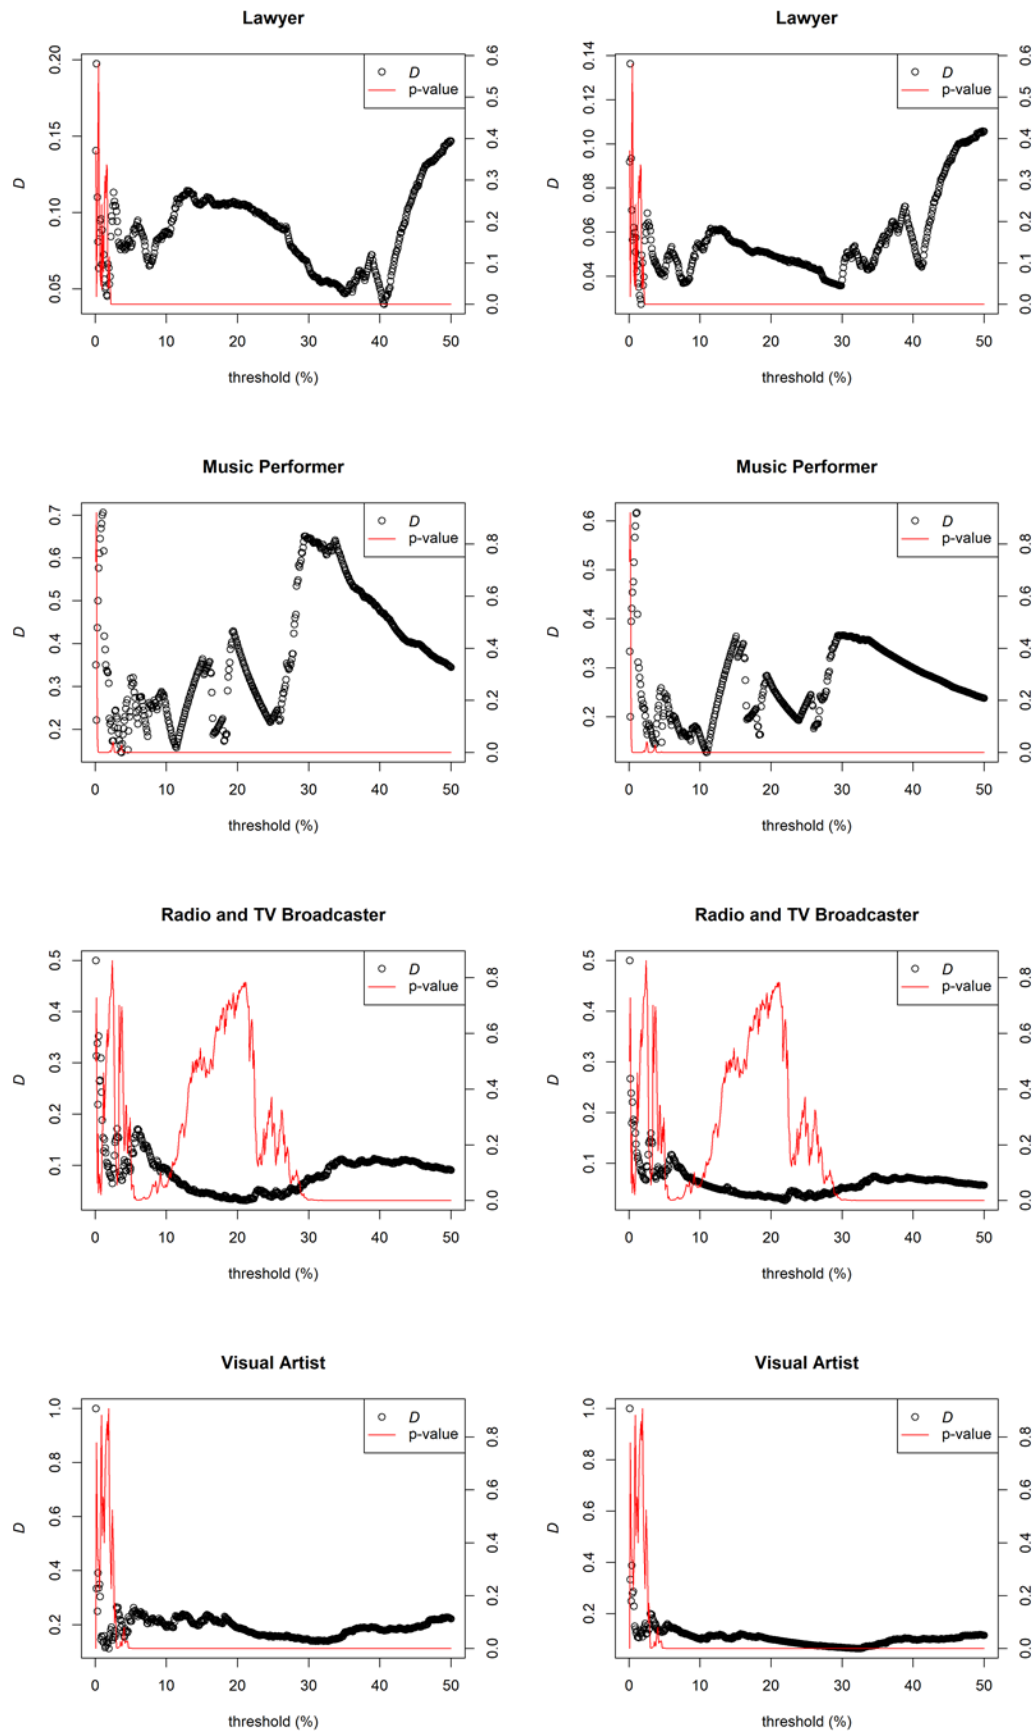 Lawyer
D
p-value
D
0.20
0.15
0.10
0.05
0.6
0.5
0.4
0.3
0.2
0.1
0.0
0 10 20 30 40 50
threshold (%)
Lawyer
D
p-value
D
0.14
0.12
0.10
0.08
0.06
0.04
0.6
0.5
0.4
0.3
0.2
0.1
0.0
0 10 20 30 40 50
threshold (%)
Music Performer
D
p-value
D
0.7
0.6
0.5
0.4
0.3
0.2
0.8
0.6
0.4
0.2
0.0
0 10 20 30 40 50
threshold (%)
Music Performer
D
p-value
D
0.6
0.5
0.4
0.3
0.2
0.8
0.6
0.4
0.2
0.0
0 10 20 30 40 50
threshold (%)
Radio and TV Broadcaster
D
p-value
D
0.5
0.4
0.3
0.2
0.1
0.8
0.6
0.4
0.2
0.0
0 10 20 30 40 50
threshold (%)
Radio and TV Broadcaster
D
p-value
D
0.5
0.4
0.3
0.2
0.1
0.8
0.6
0.4
0.2
0.0
0 10 20 30 40 50
threshold (%)
Visual Artist
D
p-value
D
1.0
0.8
0.6
0.4
0.2
0.8
0.6
0.4
0.2
0.0
0 10 20 30 40 50
threshold (%)
Visual Artist
D
p-value
D
1.0
0.8
0.6
0.4
0.2
0.8
0.6
0.4
0.2
0.0
0 10 20 30 40 50
threshold (%)